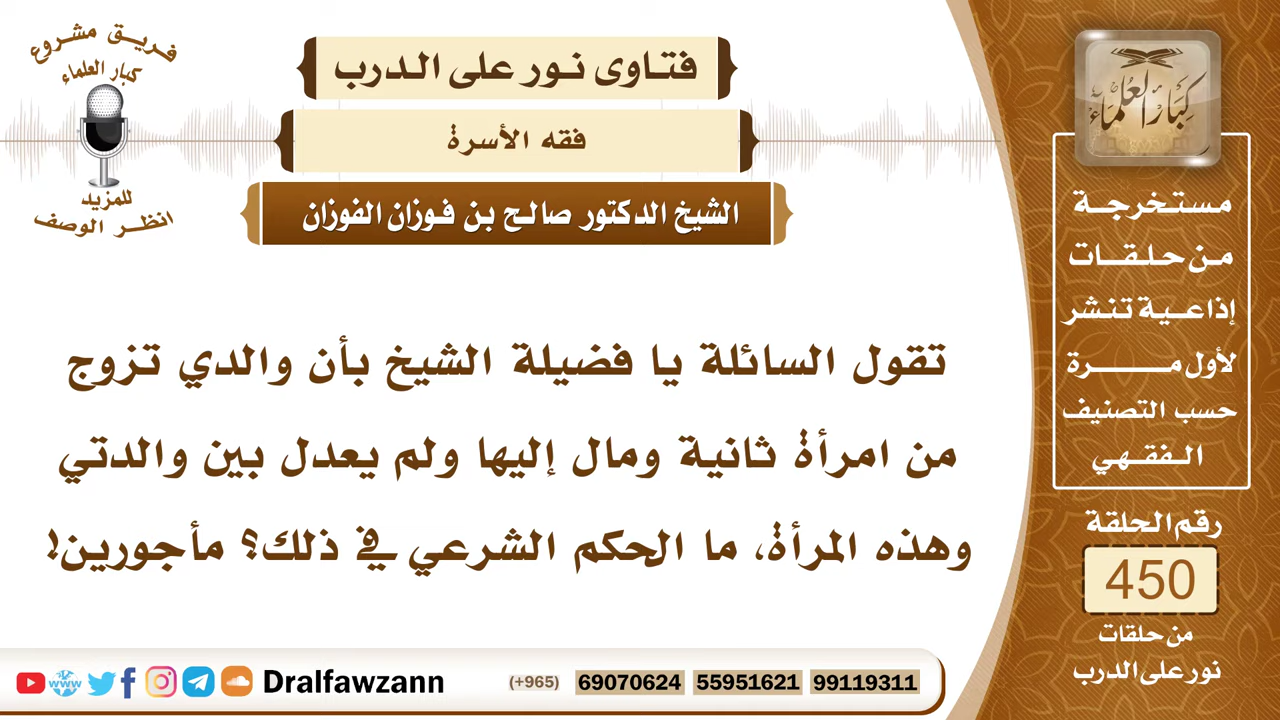 فريق مشروع
كبار العلماء
للمزيد
انظر الوصف
فتاوى نور على الدرب
فقه الأسرة
الشيخ الدكتور صالح بن فوزان الفوزان
تقول السائلة يا فضيلة الشيخ بأن والدي تزوج
من امرأة ثانية ومال إليها ولم يعدل بين والدتي
وهذه المرأة، ما الحكم الشرعي في ذلك؟ مأجورين!
كبار العلماء
مستخرجة
من حلقات
إذاعية تنشر
لأول مرة
حسب التصنيف
الفقهي
رقم الحلقة
450
من حلقات
نور على الدرب
Dralfawzann
(+965) 69070624 55951621 99119311